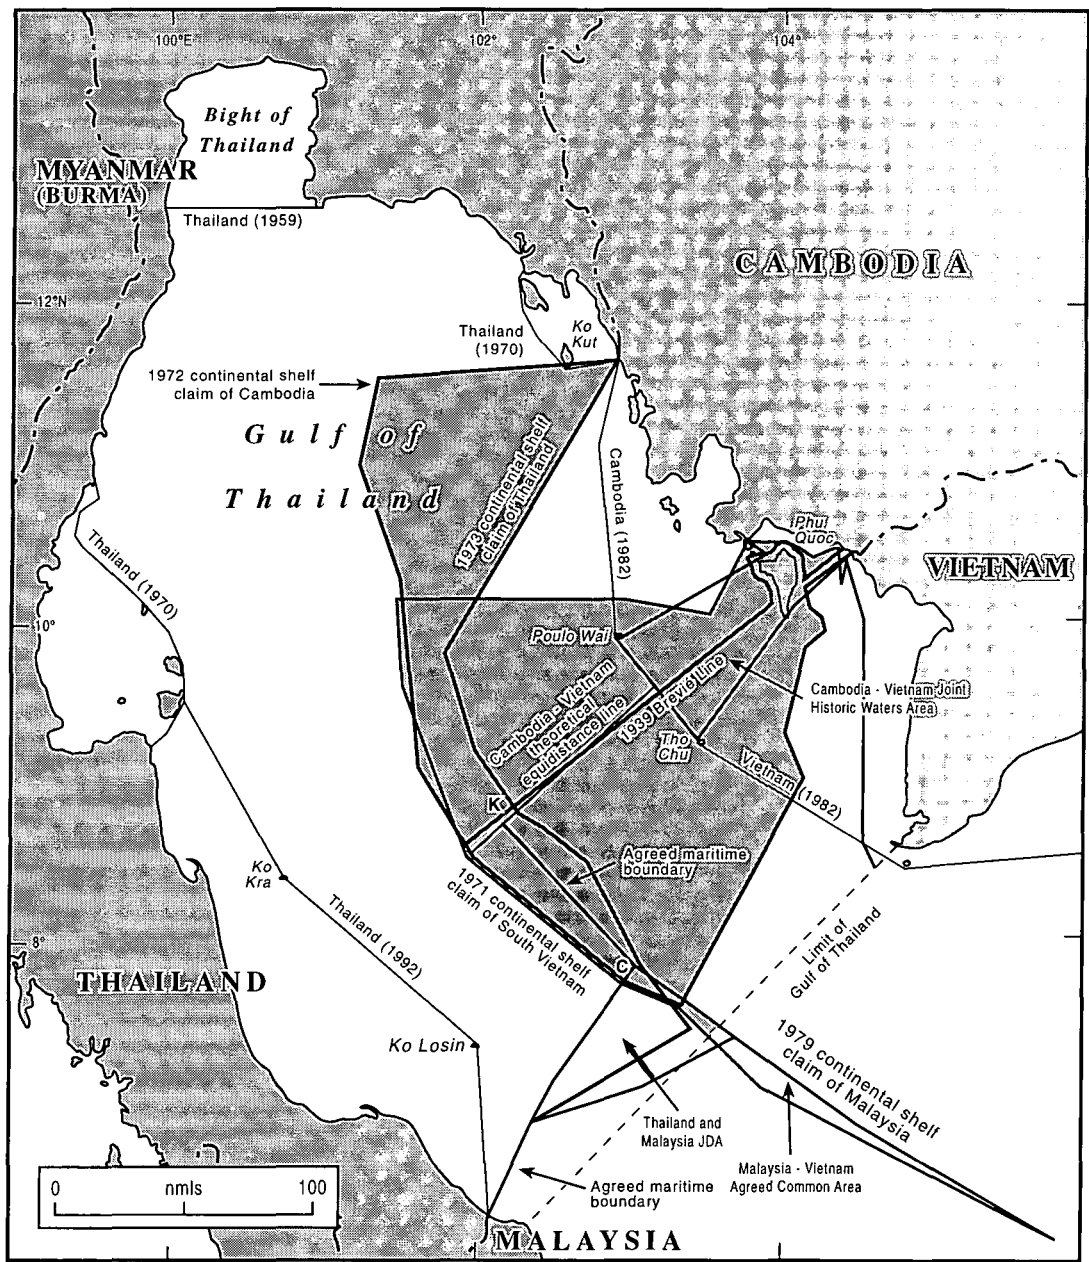 100°E
102°
104°
Bight of
Thailand
MYANMAR
(BURMA)
Thailand (1959)
CAMBODIA
12°N
Thailand
(1970)
Ko
Kut
1972 continental shelf
claim of Cambodia
Gulf of
Thailand
1973 continental shelf
claim of Thailand
Cambodia (1982)
Phu
Quoc
VIETNAM
Thailand (1970)
10°
Poulo Wai
Cambodia - Vietnam
theoretical
equidistance line
1939 Brevié Line
Cambodia - Vietnam Joint
Historic Waters Area
Tho
Chu
Vietnam (1982)
K
Agreed maritime
boundary
Ko
Kra
1971 continental shelf
claim of South Vietnam
Thailand (1992)
Limit of
Gulf of Thailand
8°
C
THAILAND
Ko Losin
1979 continental shelf
claim of Malaysia
Thailand and
Malaysia JDA
Malaysia - Vietnam
Agreed Common Area
0 nmls 100
Agreed maritime
boundary
MALAYSIA